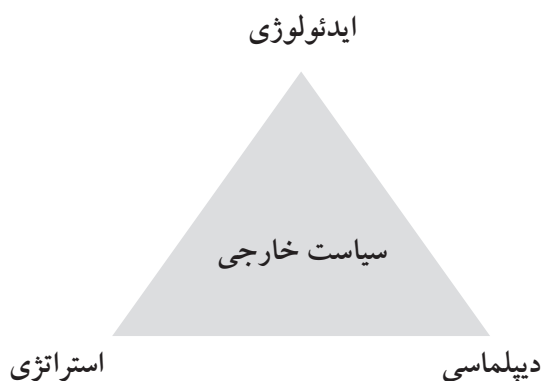 ایدئولوژی
سیاست خارجی
دیپلماسی
استراتژی